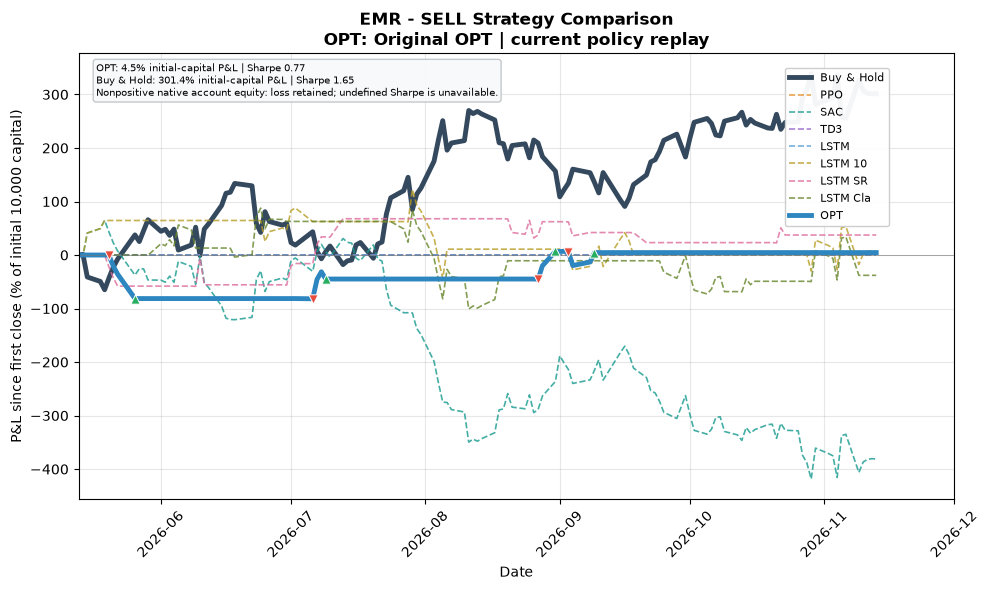 EMR - SELL Strategy Comparison
OPT: Original OPT | current policy replay
OPT: 4.5% initial-capital P&L | Sharpe 0.77
Buy & Hold: 301.4% initial-capital P&L | Sharpe 1.65
Nonpositive native account equity: loss retained; undefined Sharpe is unavailable.
Buy & Hold
PPO
SAC
TD3
LSTM
LSTM 10
LSTM SR
LSTM Cla
OPT
P&L since first close (% of initial 10,000 capital)
300
200
100
0
−100
−200
−300
−400
2026-06
2026-07
2026-08
2026-09
2026-10
2026-11
2026-12
Date